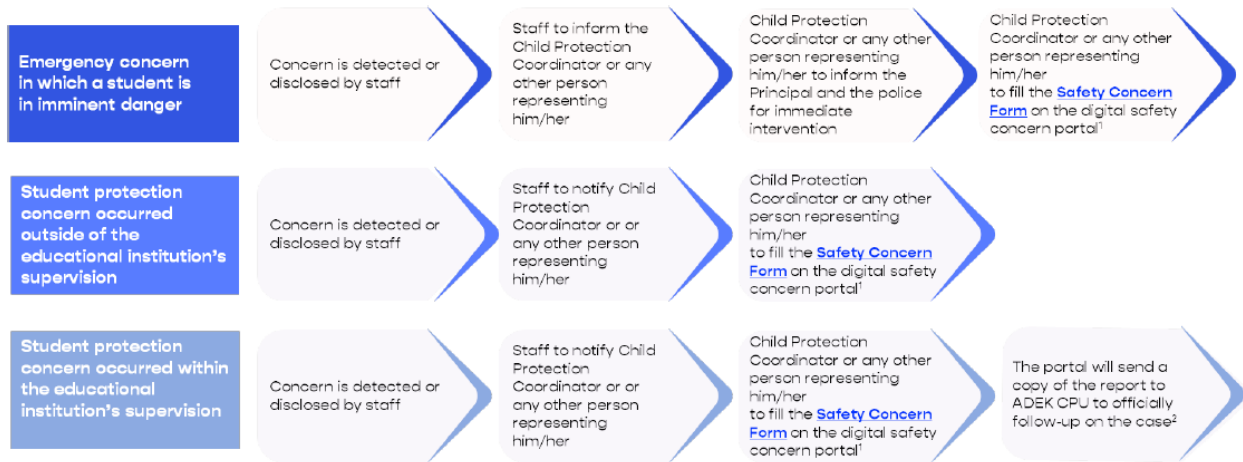 Emergency concern
in which a student is
in imminent danger
Concern is detected or
disclosed by staff
Staff to inform the
Child Protection
Coordinator or any
other person
representing
him/her
Child Protection
Coordinator or any other
person representing
him/her to inform the
Principal and the police
for immediate
intervention
Child Protection
Coordinator or any other
person representing
him/her
to fill the Safety Concern
Form on the digital safety
concern portal¹
Student protection
concern occurred
outside of the
educational institution's
supervision
Concern is detected or
disclosed by staff
Staff to notify Child
Protection
Coordinator or or
any other person
representing
him/her
Child Protection
Coordinator or any other
person representing
him/her
to fill the Safety Concern
Form on the digital safety
concern portal¹
Student protection
concern occurred within
the educational
institution's supervision
Concern is detected or
disclosed by staff
Staff to notify Child
Protection
Coordinator or or
any other person
representing
him/her
Child Protection
Coordinator or any other
person representing
him/her
to fill the Safety Concern
Form on the digital safety
concern portal¹
The portal will send a
copy of the report to
ADEK CPU to officially
follow-up on the case²